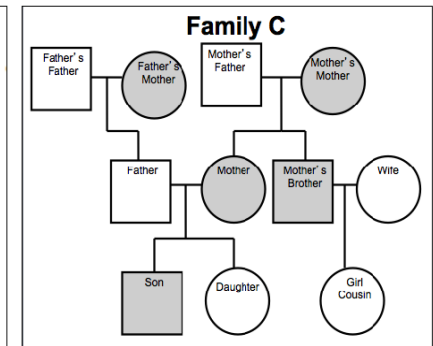 Family C
Father's
Father
Father's
Mother
Mother's
Father
Mother's
Mother
Father
Mother
Mother's
Brother
Wife
Son
Daughter
Girl
Cousin